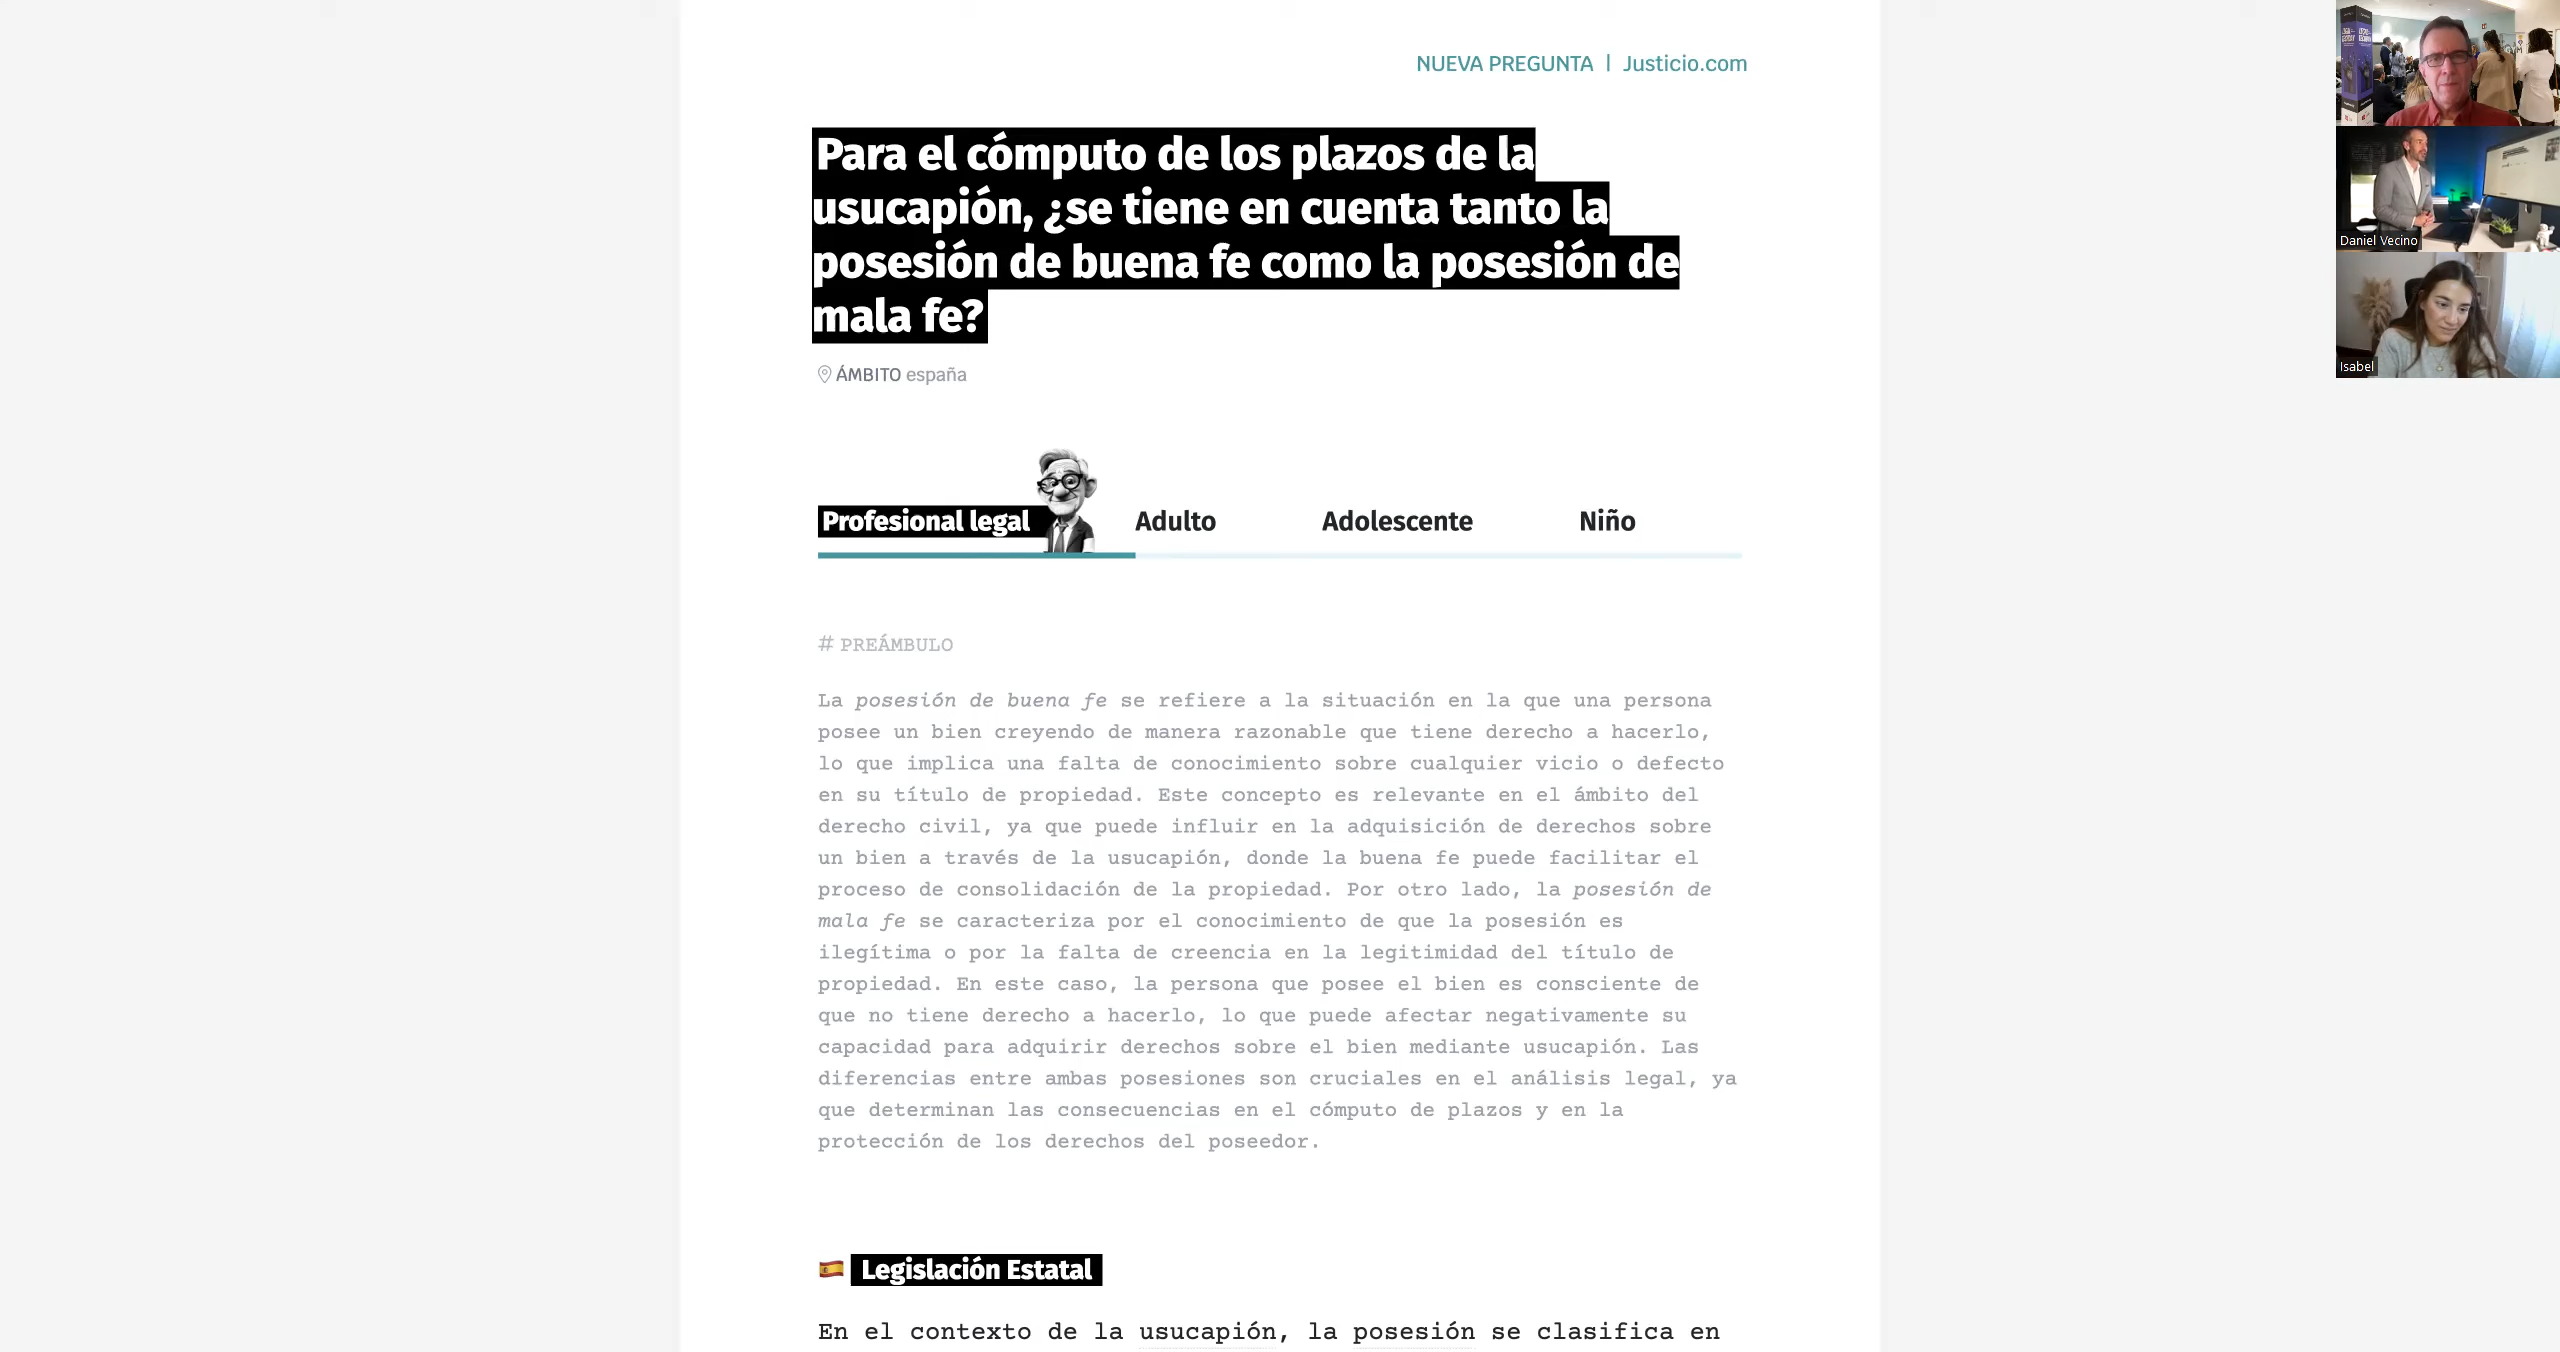 NUEVA PREGUNTA | Justicio.com
Para el cómputo de los plazos de la
usucapión, ¿se tiene en cuenta tanto la
posesión de buena fe como la posesión de
mala fe?
ÁMBITO españa
Profesional legal
Adulto
Adolescente
Niño
# PREÁMBULO
La posesión de buena fe se refiere a la situación en la que una persona
posee un bien creyendo de manera razonable que tiene derecho a hacerlo,
lo que implica una falta de conocimiento sobre cualquier vicio o defecto
en su título de propiedad. Este concepto es relevante en el ámbito del
derecho civil, ya que puede influir en la adquisición de derechos sobre
un bien a través de la usucapión, donde la buena fe puede facilitar el
proceso de consolidación de la propiedad. Por otro lado, la posesión de
mala fe se caracteriza por el conocimiento de que la posesión es
ilegítima o por la falta de creencia en la legitimidad del título de
propiedad. En este caso, la persona que posee el bien es consciente de
que no tiene derecho a hacerlo, lo que puede afectar negativamente su
capacidad para adquirir derechos sobre el bien mediante usucapión. Las
diferencias entre ambas posesiones son cruciales en el análisis legal, ya
que determinan las consecuencias en el cómputo de plazos y en la
protección de los derechos del poseedor.
Legislación Estatal
En el contexto de la usucapión, la posesión se clasifica en
Daniel Vecino
Isabel